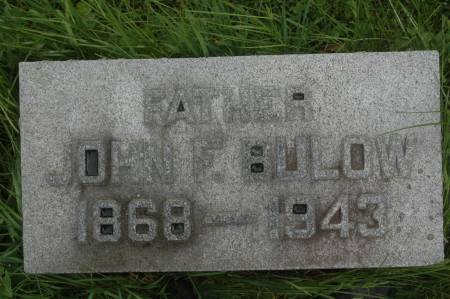 FATHER
JOHN F. BULOW
1868 — 1943